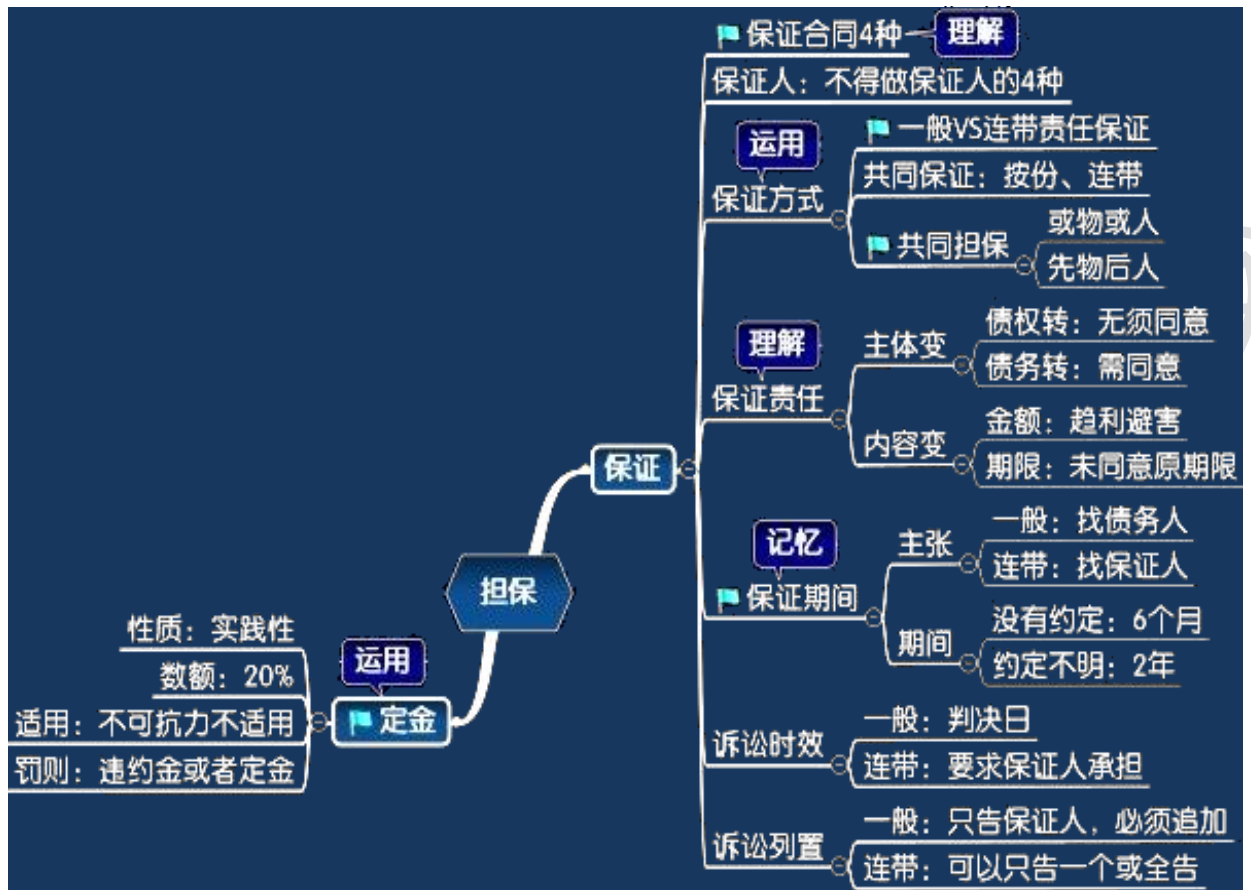 保证合同4种
理解
保证人：不得做保证人的4种
运用
保证方式
一般VS连带责任保证
共同保证：按份、连带
共同担保
或物或人
先物后人
理解
保证责任
主体变
债权转：无须同意
债务转：需同意
内容变
金额：趋利避害
期限：未同意原期限
保证
记忆
保证期间
主张
一般：找债务人
连带：找保证人
期间
没有约定：6个月
约定不明：2年
诉讼时效
一般：判决日
连带：要求保证人承担
诉讼列置
一般：只告保证人，必须追加
连带：可以只告一个或全告
担保
运用
定金
性质：实践性
数额：20%
适用：不可抗力不适用
罚则：违约金或者定金